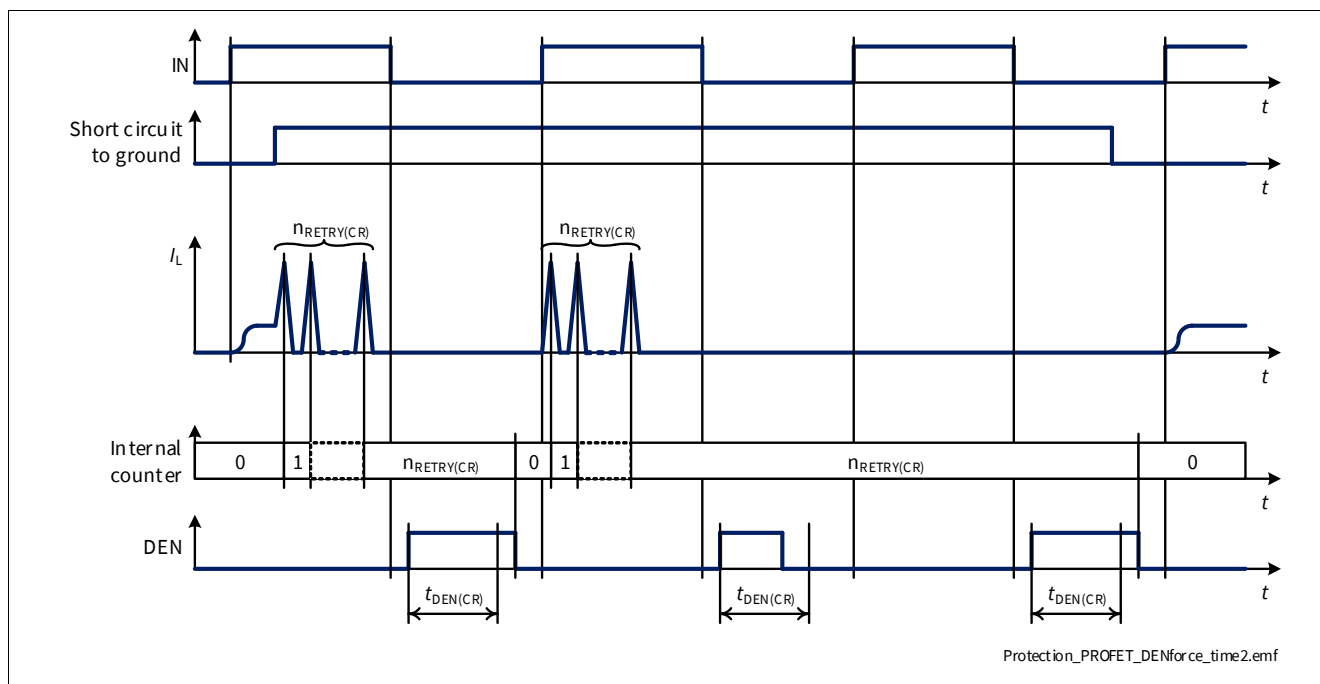 IN
t
Short circuit
to ground
t
nRETRY(CR)
nRETRY(CR)
IL
t
Internal
counter
0
1
nRETRY(CR)
0
1
nRETRY(CR)
0
t
DEN
t
tDEN(CR)
tDEN(CR)
tDEN(CR)
Protection_PROFET_DENforce_time2.emf